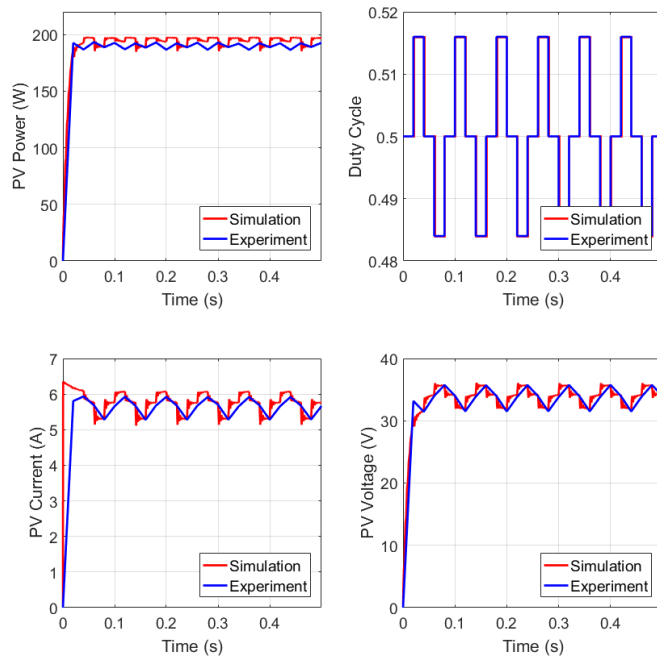 PV Power (W)
200
150
100
50
0
0
0.1
0.2
0.3
0.4
Time (s)
Simulation
Experiment
Duty Cycle
0.52
0.51
0.5
0.49
0.48
0
0.1
0.2
0.3
0.4
Time (s)
Simulation
Experiment
PV Current (A)
7
6
5
4
3
2
1
0
0
0.1
0.2
0.3
0.4
Time (s)
Simulation
Experiment
PV Voltage (V)
40
30
20
10
0
0
0.1
0.2
0.3
0.4
Time (s)
Simulation
Experiment